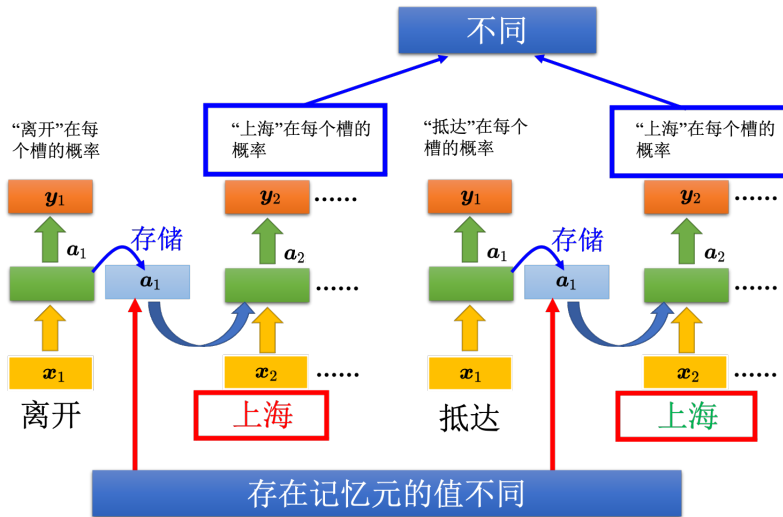 不同
“离开”在每
个槽的概率
“上海”在每个槽的
概率
“抵达”在每个
槽的概率
“上海”在每个槽的
概率
y₁
y₂ ……
y₁
y₂ ……
a₁
存储
a₂
a₁
存储
a₂
a₁
……
a₁
……
x₁
x₂ ……
x₁
x₂ ……
离开
上海
抵达
上海
存在记忆元的值不同